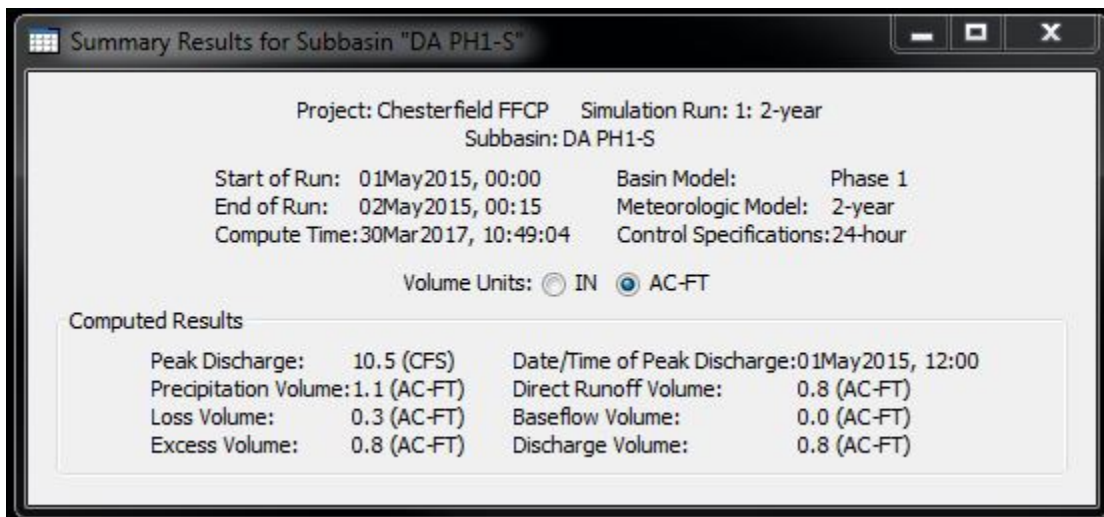 Summary Results for Subbasin "DA PH1-S"
Project: Chesterfield FFCP Simulation Run: 1: 2-year
Subbasin: DA PH1-S
Start of Run: 01May2015, 00:00 Basin Model: Phase 1
End of Run: 02May2015, 00:15 Meteorologic Model: 2-year
Compute Time:30Mar2017, 10:49:04 Control Specifications:24-hour
Volume Units: IN AC-FT
Computed Results
Peak Discharge: 10.5 (CFS) Date/Time of Peak Discharge:01May2015, 12:00
Precipitation Volume:1.1 (AC-FT) Direct Runoff Volume: 0.8 (AC-FT)
Loss Volume: 0.3 (AC-FT) Baseflow Volume: 0.0 (AC-FT)
Excess Volume: 0.8 (AC-FT) Discharge Volume: 0.8 (AC-FT)